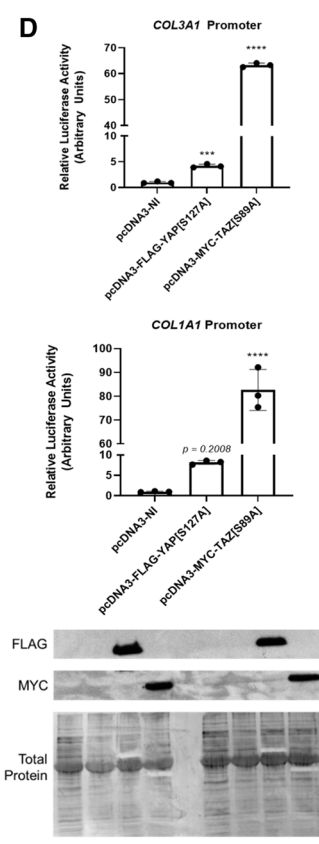 D
COL3A1 Promoter
Relative Luciferase Activity
(Arbitrary Units)
70
60
50
40
10
5
0
***
****
pcDNA3-NI
pcDNA3-FLAG-YAP[S127A]
pcDNA3-MYC-TAZ[S89A]
COL1A1 Promoter
Relative Luciferase Activity
(Arbitrary Units)
100
90
80
70
60
10
5
0
p = 0.2008
****
pcDNA3-NI
pcDNA3-FLAG-YAP[S127A]
pcDNA3-MYC-TAZ[S89A]
FLAG
MYC
Total
Protein